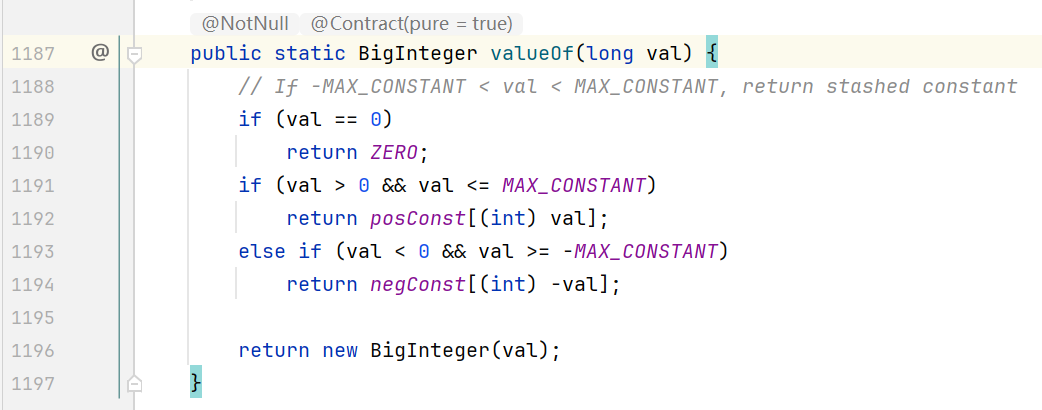 @NotNull @Contract(pure = true)
1187 @ public static BigInteger valueOf(long val) {
1188 // If -MAX_CONSTANT < val < MAX_CONSTANT, return stashed constant
1189 if (val == 0)
1190 return ZERO;
1191 if (val > 0 && val <= MAX_CONSTANT)
1192 return posConst[(int) val];
1193 else if (val < 0 && val >= -MAX_CONSTANT)
1194 return negConst[(int) -val];
1195
1196 return new BigInteger(val);
1197 }